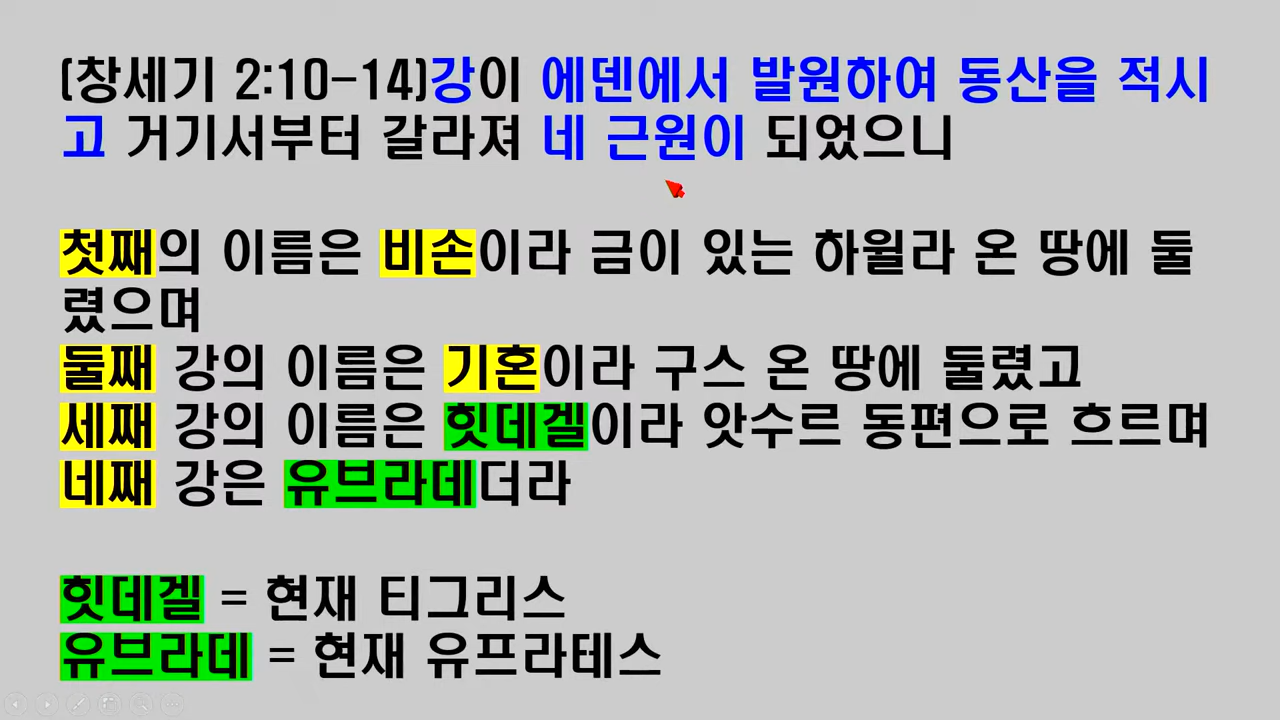 (창세기 2:10-14)강이 에덴에서 발원하여 동산을 적시
고 거기서부터 갈라져 네 근원이 되었으니
첫째의 이름은 비손이라 금이 있는 하윌라 온 땅에 둘
렸으며
둘째 강의 이름은 기혼이라 구스 온 땅에 둘렸고
세째 강의 이름은 힛데겔이라 앗수르 동편으로 흐르며
네째 강은 유브라데더라
힛데겔 = 현재 티그리스
유브라데 = 현재 유프라테스